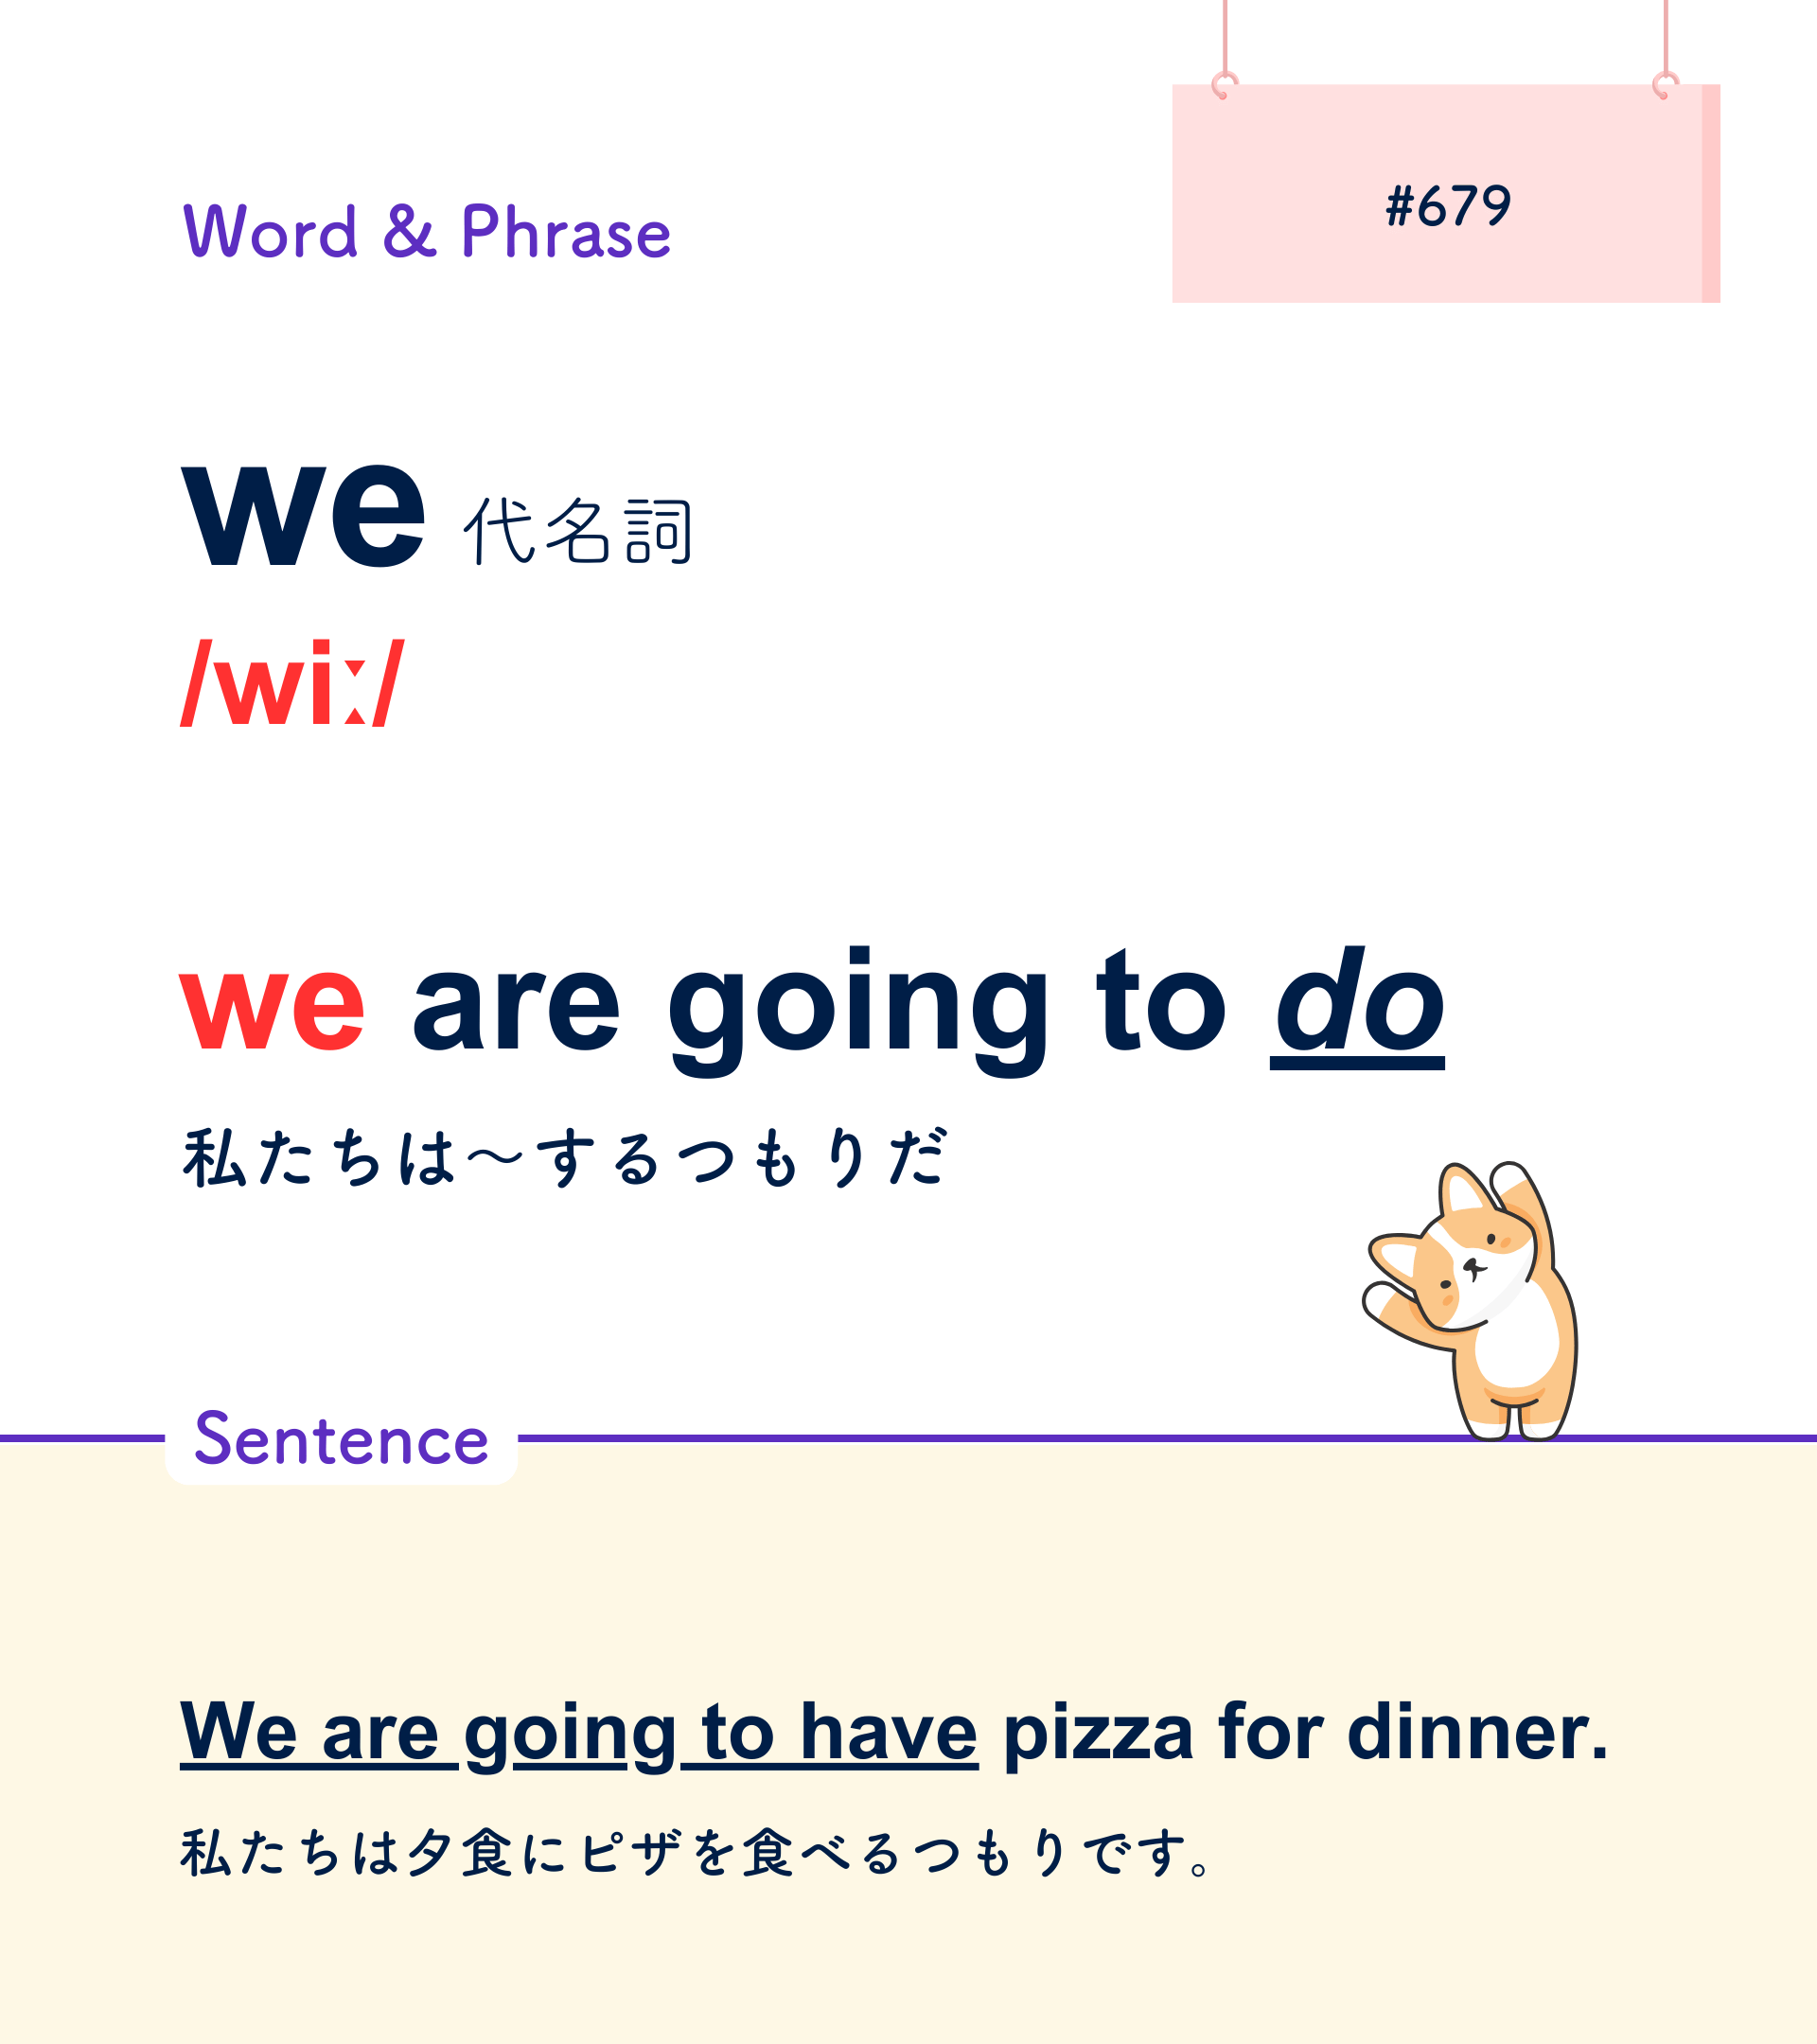 Word & Phrase
#679
we 代名詞
/wiː/
we are going to do
私たちは〜するつもりだ
Sentence
We are going to have pizza for dinner.
私たちは夕食にピザを食べるつもりです。